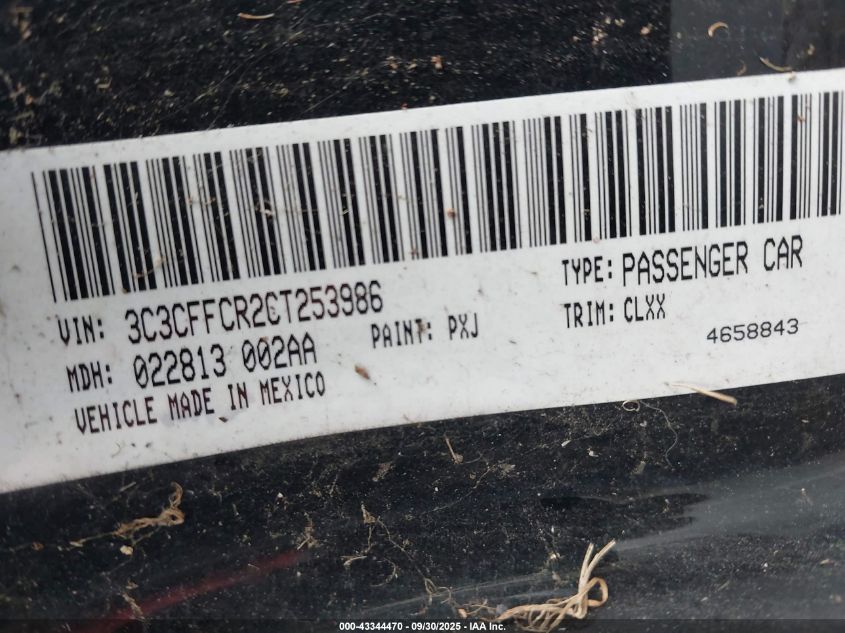 VIN: 3C3CFFCR2CT253986
TYPE: PASSENGER CAR
MDH: 022813 002AA
PAINT: PXJ
TRIM: CLXX
4658843
VEHICLE MADE IN MEXICO
000-43344470 - 09/30/2025 - IAA Inc.